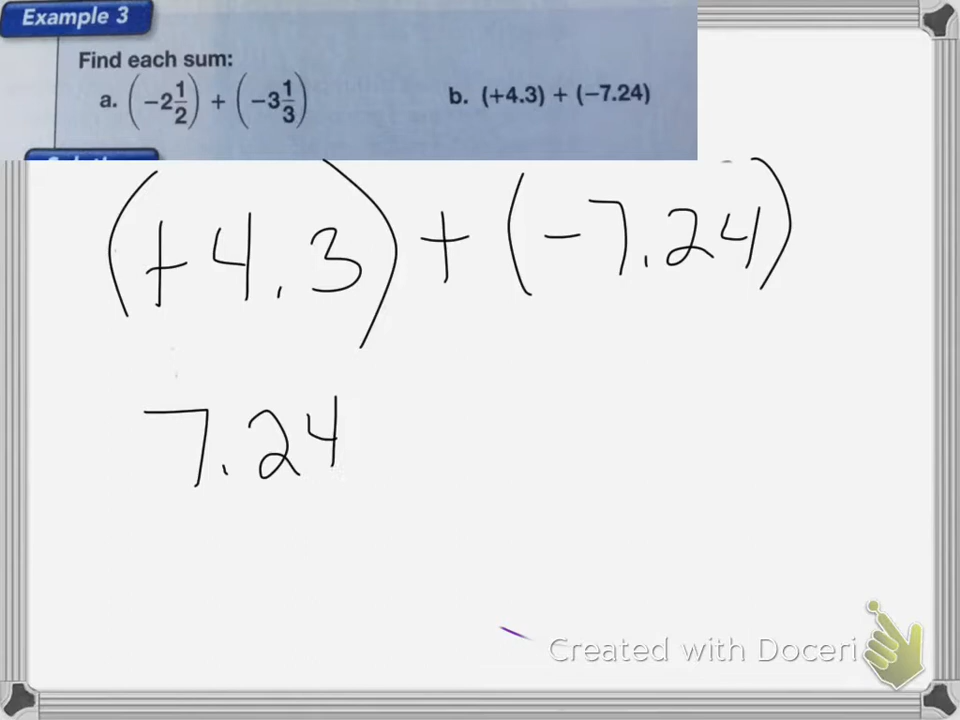 Example 3
Find each sum:
a. (−2 1/2) + (−3 1/3) b. (+4.3) + (−7.24)
(+4.3) + (−7.24)
7.24
Created with Doceri